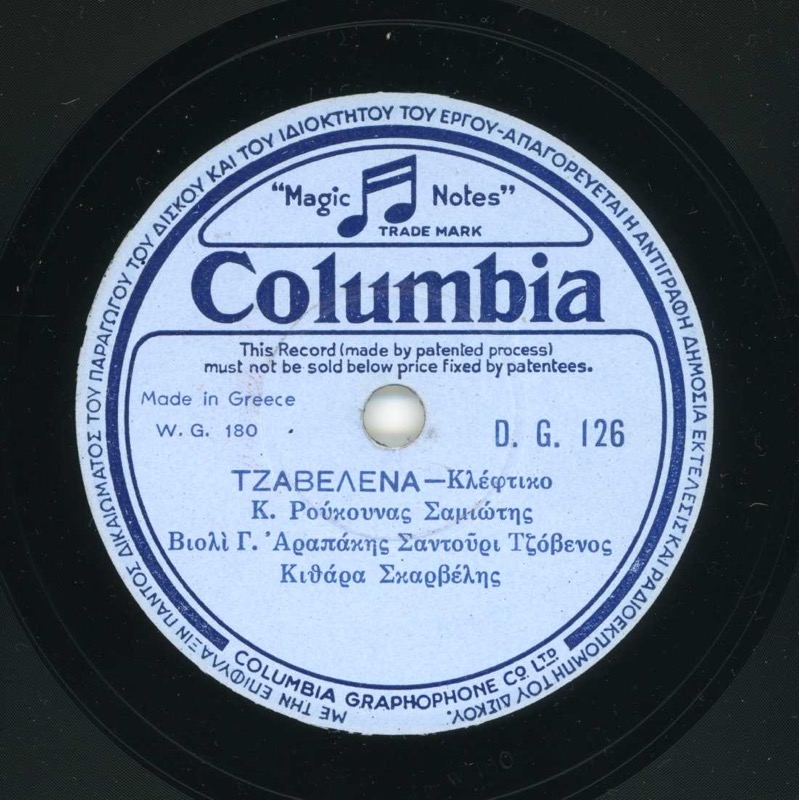 ΜΕ ΤΗΝ ΕΠΙΦΥΛΑΞΙΝ ΠΑΝΤΟΣ ΔΙΚΑΙΩΜΑΤΟΣ ΤΟΥ ΠΑΡΑΓΩΓΟΥ ΤΟΥ ΔΙΣΚΟΥ ΚΑΙ ΤΟΥ ΙΔΙΟΚΤΗΤΟΥ ΤΟΥ ΕΡΓΟΥ-ΑΠΑΓΟΡΕΥΕΤΑΙ Η ΑΝΤΙΓΡΑΦΗ ΔΗΜΟΣΙΑ ΕΚΤΕΛΕΣΙΣ ΚΑΙ ΡΑΔΙΟΕΚΠΟΜΠΗ ΤΟΥ ΔΙΣΚΟΥ.
"Magic Notes"
TRADE MARK
Columbia
This Record (made by patented process)
must not be sold below price fixed by patentees.
Made in Greece
W. G. 180
D. G. 126
ΤΖΑΒΕΛΕΝΑ—Κλέφτικο
Κ. Ρούκουνας Σαμιώτης
Βιολὶ Γ. Ἀραπάκης Σαντοῦρι Τζόβενος
Κιθάρα Σκαρβέλης
COLUMBIA GRAPHOPHONE CO. LTD